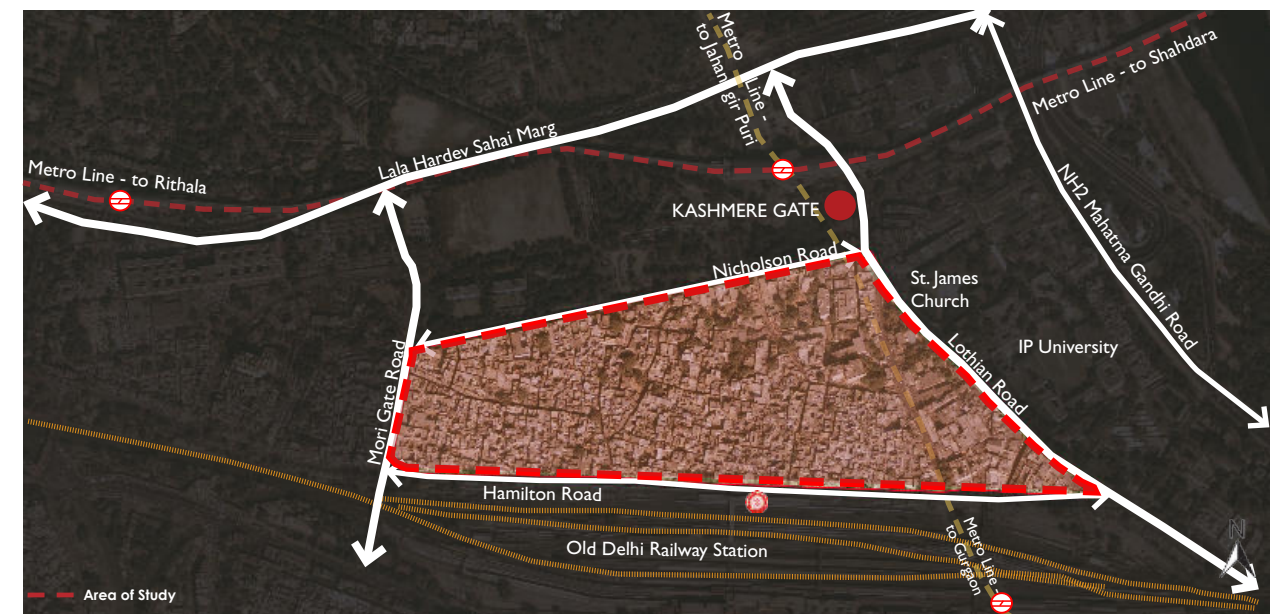 Metro Line -
to Jahangir Puri
Metro Line - to Shahdara
Lala Hardev Sahai Marg
Metro Line - to Rithala
NH2 Mahatma Gandhi Road
KASHMERE GATE
Nicholson Road
St. James
Church
IP University
Lothian Road
Mori Gate Road
Hamilton Road
Old Delhi Railway Station
Metro Line -
to Gurgaon
N
Area of Study